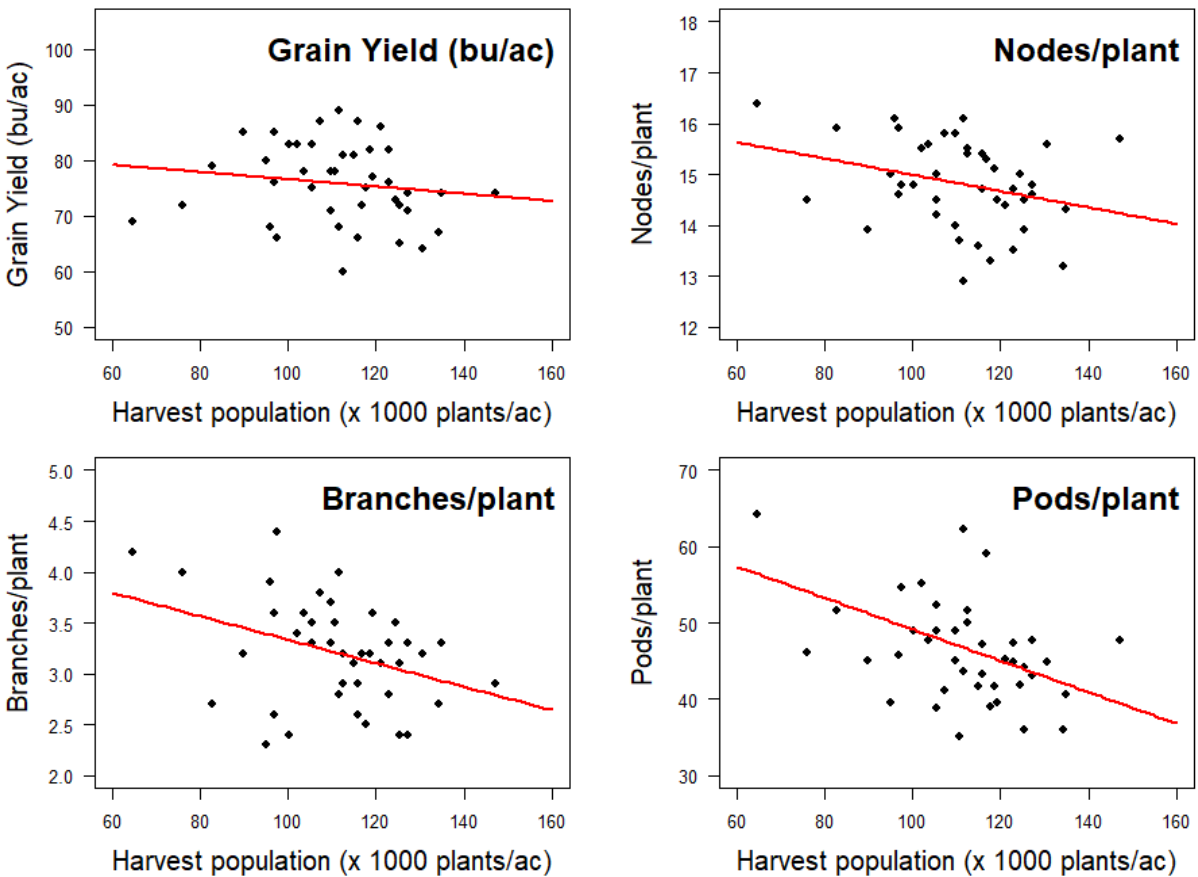 Grain Yield (bu/ac)
Grain Yield (bu/ac)
100
90
80
70
60
50
60 80 100 120 140 160
Harvest population (x 1000 plants/ac)
Nodes/plant
Nodes/plant
18
17
16
15
14
13
12
60 80 100 120 140 160
Harvest population (x 1000 plants/ac)
Branches/plant
Branches/plant
5.0
4.5
4.0
3.5
3.0
2.5
2.0
60 80 100 120 140 160
Harvest population (x 1000 plants/ac)
Pods/plant
Pods/plant
70
60
50
40
30
60 80 100 120 140 160
Harvest population (x 1000 plants/ac)